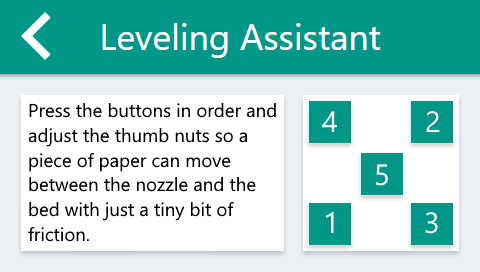 Leveling Assistant
Press the buttons in order and
adjust the thumb nuts so a
piece of paper can move
between the nozzle and the
bed with just a tiny bit of
friction.
4 2
5
1 3